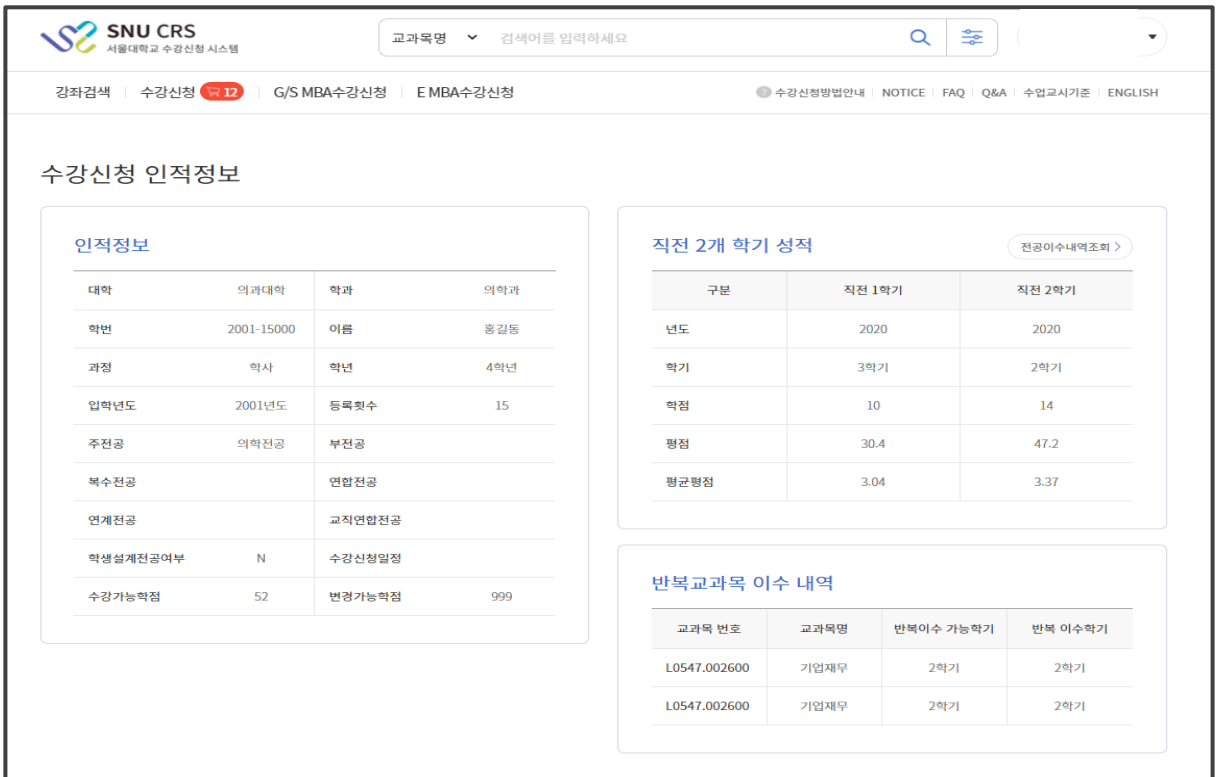 SNU CRS
서울대학교 수강신청 시스템
교과목명 검색어를 입력하세요
강좌검색 수강신청 12 G/S MBA수강신청 E MBA수강신청
? 수강신청방법안내 NOTICE FAQ Q&A 수업교시기준 ENGLISH
수강신청 인적정보
인적정보
대학 의과대학 학과 의학과
학번 2001-15000 이름 홍길동
과정 학사 학년 4학년
입학년도 2001년도 등록횟수 15
주전공 의학전공 부전공
복수전공 연합전공
연계전공 교직연합전공
학생설계전공여부 N 수강신청일정
수강가능학점 52 변경가능학점 999
직전 2개 학기 성적 전공이수내역조회 >
구분 직전 1학기 직전 2학기
년도 2020 2020
학기 3학기 2학기
학점 10 14
평점 30.4 47.2
평균평점 3.04 3.37
반복교과목 이수 내역
교과목 번호 교과목명 반복이수 가능학기 반복 이수학기
L0547.002600 기업재무 2학기 2학기
L0547.002600 기업재무 2학기 2학기